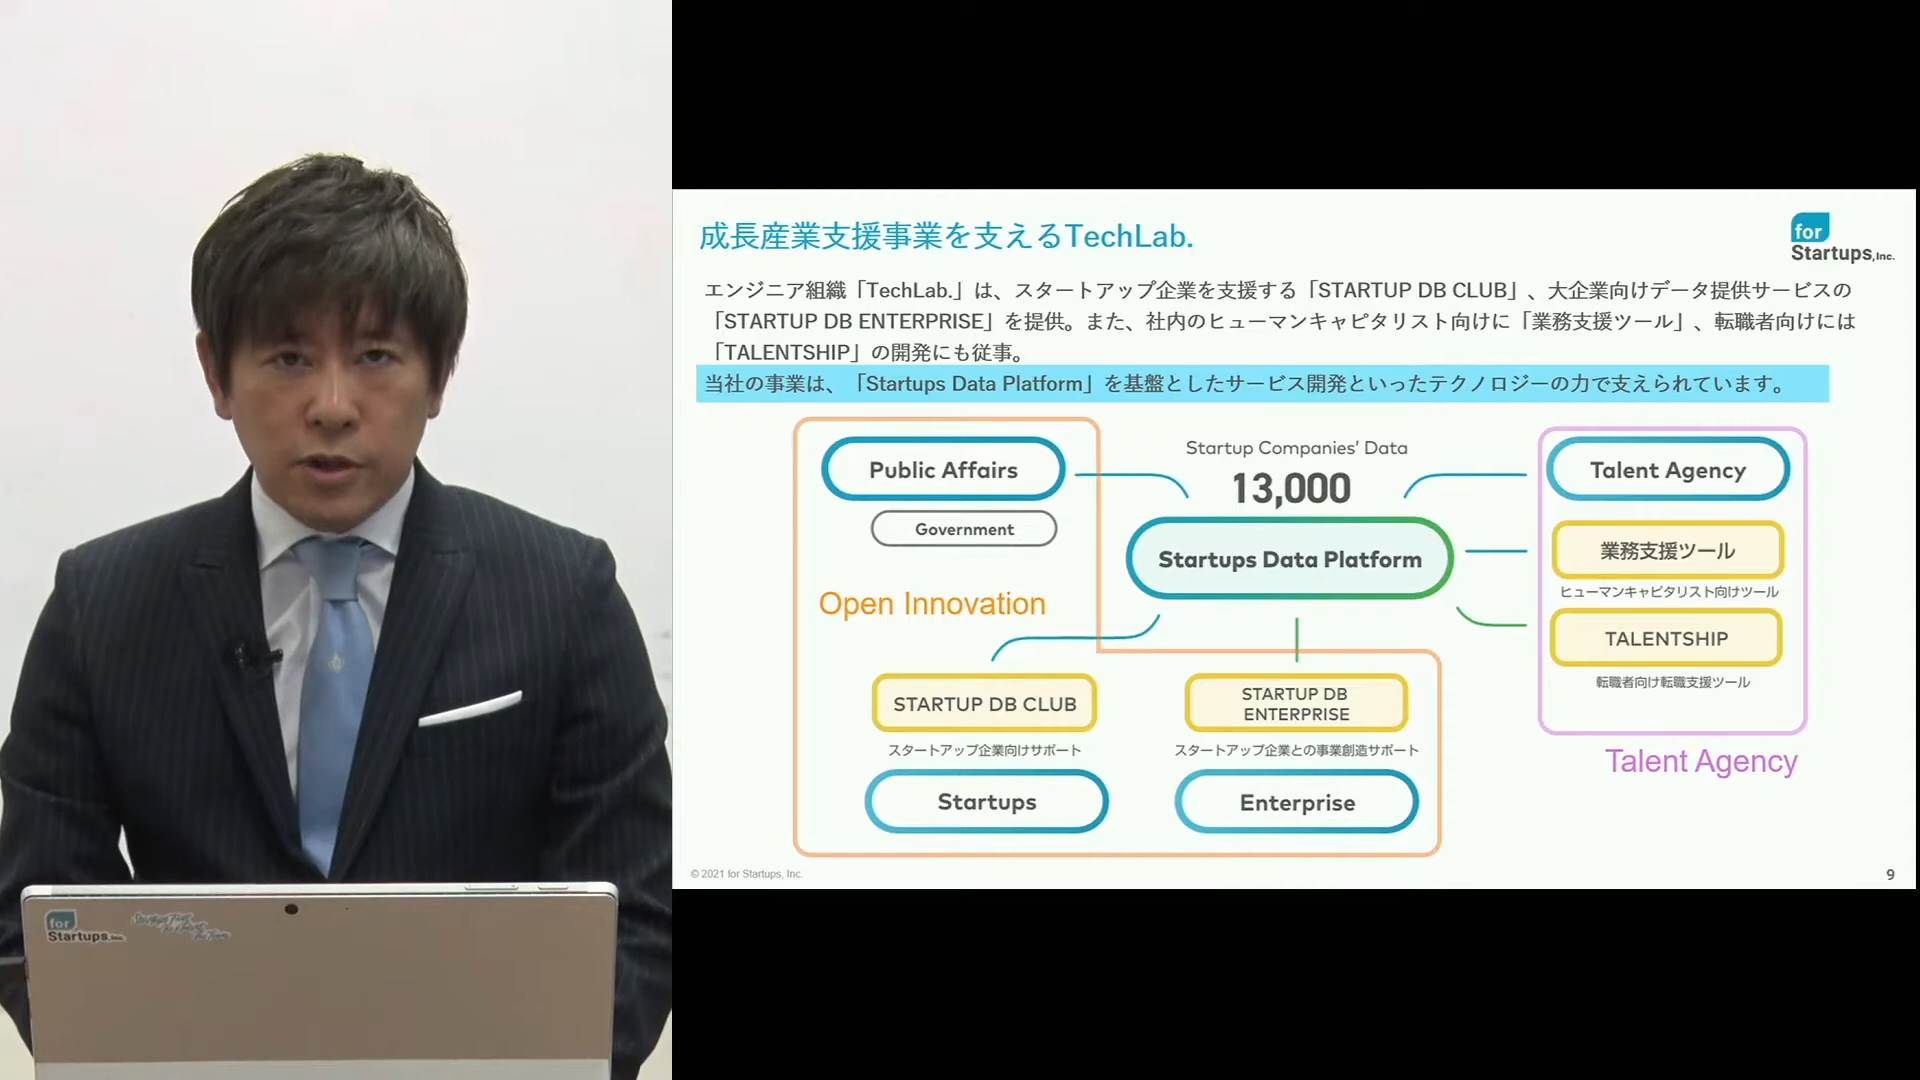 成長産業支援事業を支えるTechLab.
for
Startups,Inc.
エンジニア組織「TechLab.」は、スタートアップ企業を支援する「STARTUP DB CLUB」、大企業向けデータ提供サービスの
「STARTUP DB ENTERPRISE」を提供。また、社内のヒューマンキャピタリスト向けに「業務支援ツール」、転職者向けには
「TALENTSHIP」の開発にも従事。
当社の事業は、「Startups Data Platform」を基盤としたサービス開発といったテクノロジーの力で支えられています。
Public Affairs
Government
Open Innovation
Startup Companies' Data
13,000
Startups Data Platform
Talent Agency
業務支援ツール
ヒューマンキャピタリスト向けツール
TALENTSHIP
転職者向け転職支援ツール
Talent Agency
STARTUP DB CLUB
スタートアップ企業向けサポート
Startups
STARTUP DB
ENTERPRISE
スタートアップ企業との事業創造サポート
Enterprise
© 2021 for Startups, Inc.
9
for
Startups,Inc.